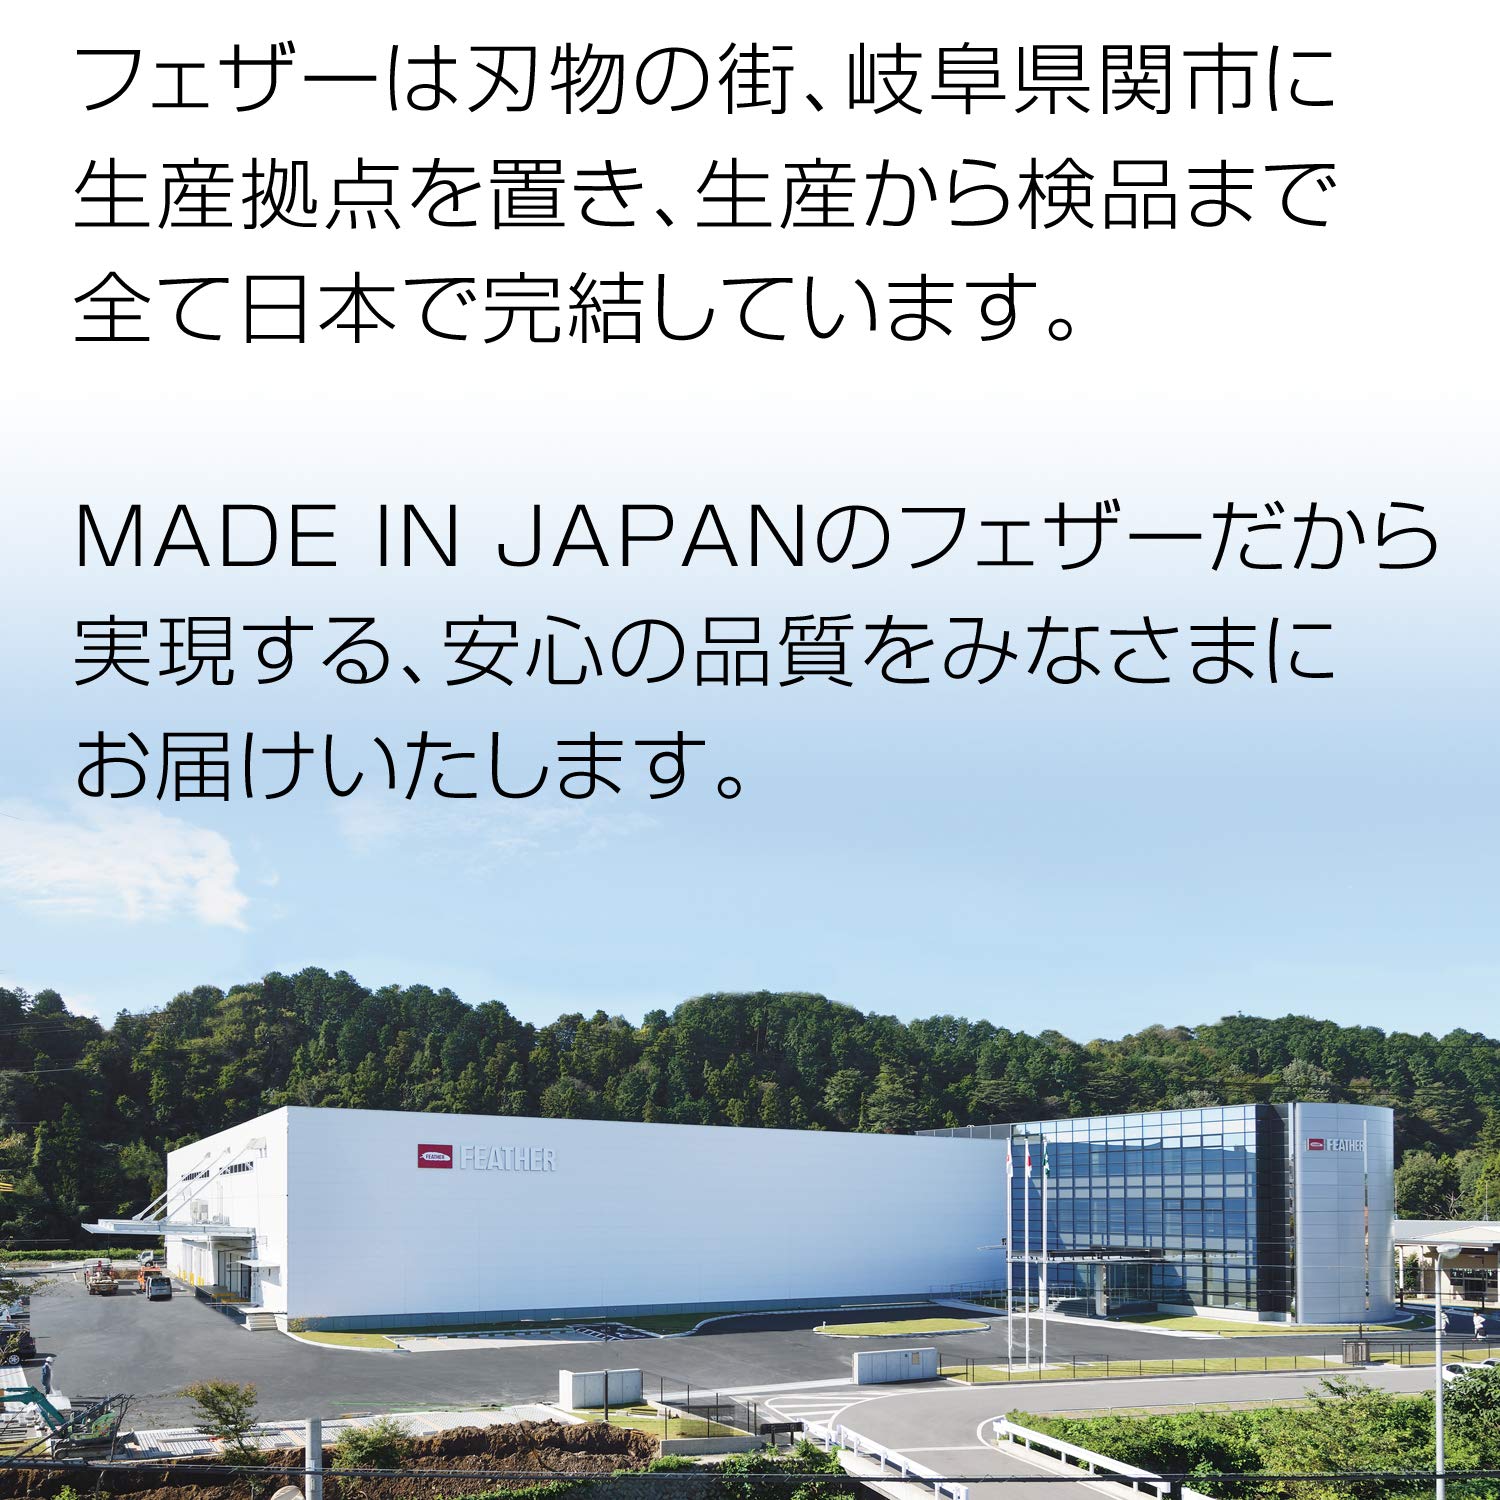 フェザーは刃物の街、岐阜県関市に
生産拠点を置き、生産から検品まで
全て日本で完結しています。
MADE IN JAPANのフェザーだから
実現する、安心の品質をみなさまに
お届けいたします。
FEATHER FEATHER
FEATHER